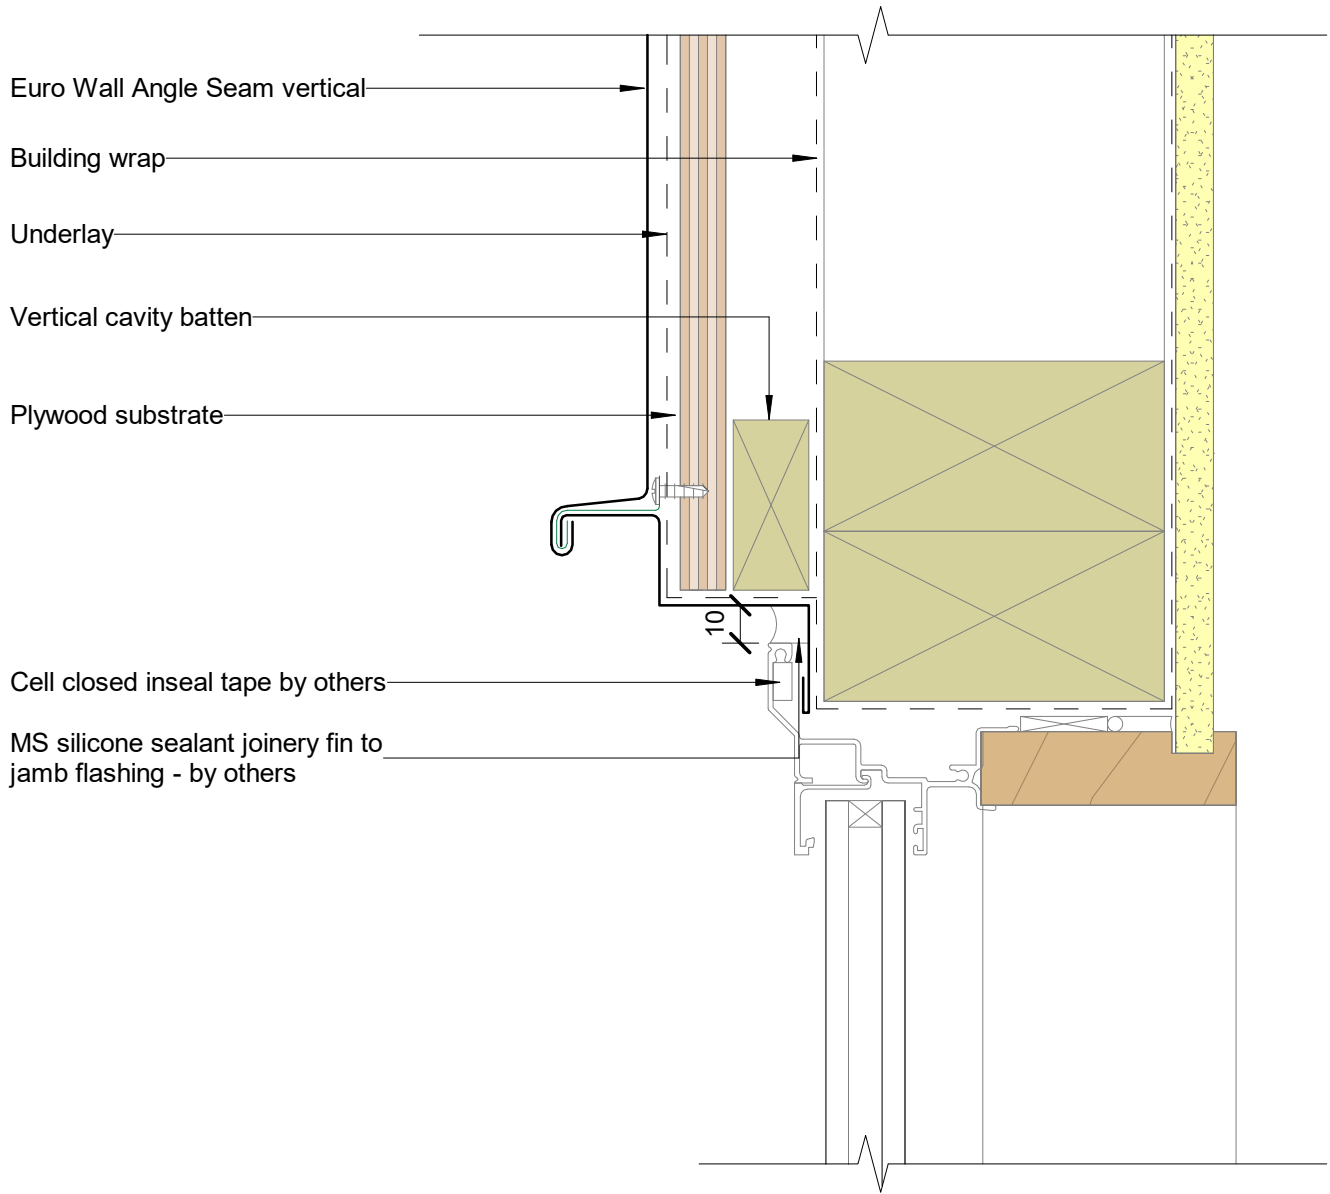 Euro Wall Angle Seam vertical
Building wrap
Underlay
Vertical cavity batten
Plywood substrate
10
Cell closed inseal tape by others
MS silicone sealant joinery fin to
jamb flashing - by others